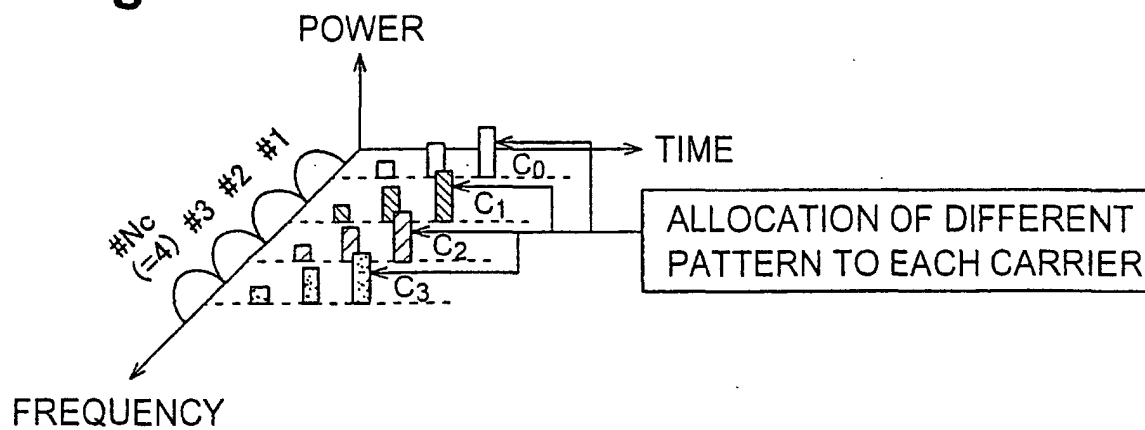 POWER
TIME
#1
#2
#3
#Nc
(=4)
C0
C1
C2
C3
ALLOCATION OF DIFFERENT
PATTERN TO EACH CARRIER
FREQUENCY